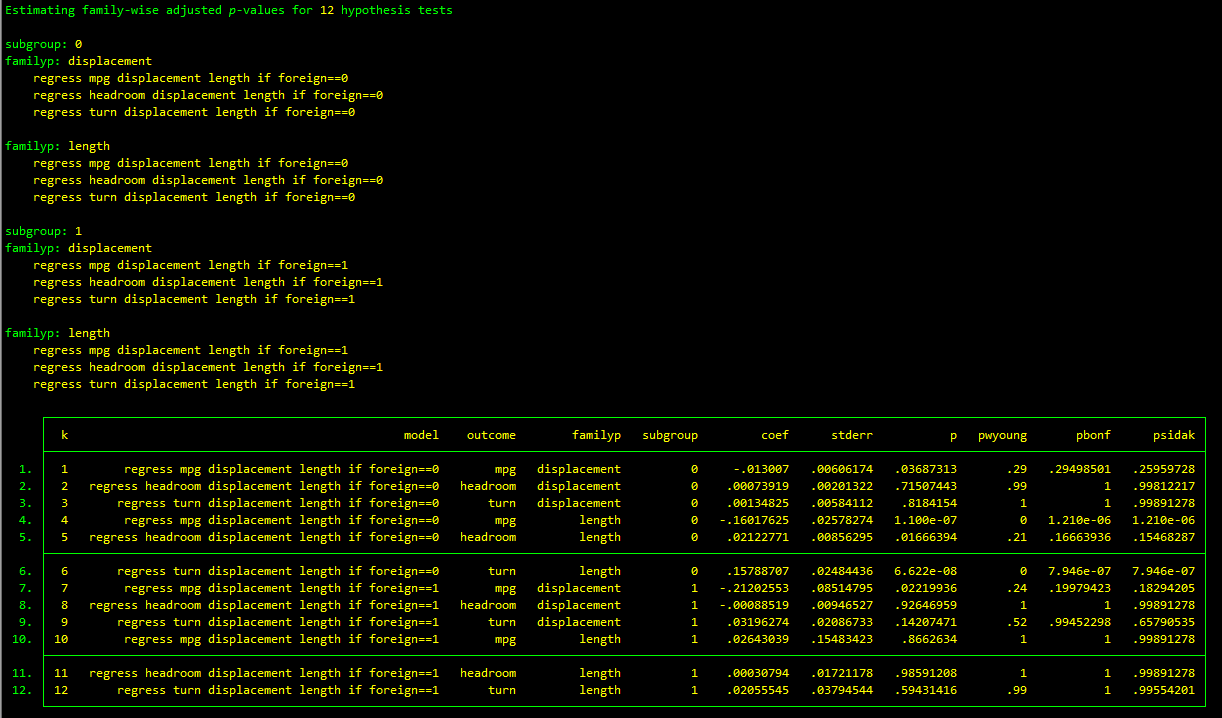 Estimating family-wise adjusted p-values for 12 hypothesis tests
subgroup: 0
familyp: displacement
regress mpg displacement length if foreign==0
regress headroom displacement length if foreign==0
regress turn displacement length if foreign==0
familyp: length
regress mpg displacement length if foreign==0
regress headroom displacement length if foreign==0
regress turn displacement length if foreign==0
subgroup: 1
familyp: displacement
regress mpg displacement length if foreign==1
regress headroom displacement length if foreign==1
regress turn displacement length if foreign==1
familyp: length
regress mpg displacement length if foreign==1
regress headroom displacement length if foreign==1
regress turn displacement length if foreign==1
k model outcome familyp subgroup coef stderr p pwyoung pbonf psidak
1. 1 regress mpg displacement length if foreign==0 mpg displacement 0 -.013007 .00606174 .03687313 .29 .29498501 .25959728
2. 2 regress headroom displacement length if foreign==0 headroom displacement 0 .00073919 .00201322 .71507443 .99 1 .99812217
3. 3 regress turn displacement length if foreign==0 turn displacement 0 .00134825 .00584112 .8184154 1 1 .99891278
4. 4 regress mpg displacement length if foreign==0 mpg length 0 -.16017625 .02578274 1.100e-07 0 1.210e-06 1.210e-06
5. 5 regress headroom displacement length if foreign==0 headroom length 0 .02122771 .00856295 .01666394 .21 .16663936 .15468287
6. 6 regress turn displacement length if foreign==0 turn length 0 .15788707 .02484436 6.622e-08 0 7.946e-07 7.946e-07
7. 7 regress mpg displacement length if foreign==1 mpg displacement 1 -.21202553 .08514795 .02219936 .24 .19979423 .18294205
8. 8 regress headroom displacement length if foreign==1 headroom displacement 1 -.00088519 .00946527 .92646959 1 1 .99891278
9. 9 regress turn displacement length if foreign==1 turn displacement 1 .03196274 .02086733 .14207471 .52 .99452298 .65790535
10. 10 regress mpg displacement length if foreign==1 mpg length 1 .02643039 .15483423 .8662634 1 1 .99891278
11. 11 regress headroom displacement length if foreign==1 headroom length 1 .00030794 .01721178 .98591208 1 1 .99891278
12. 12 regress turn displacement length if foreign==1 turn length 1 .02055545 .03794544 .59431416 .99 1 .99554201